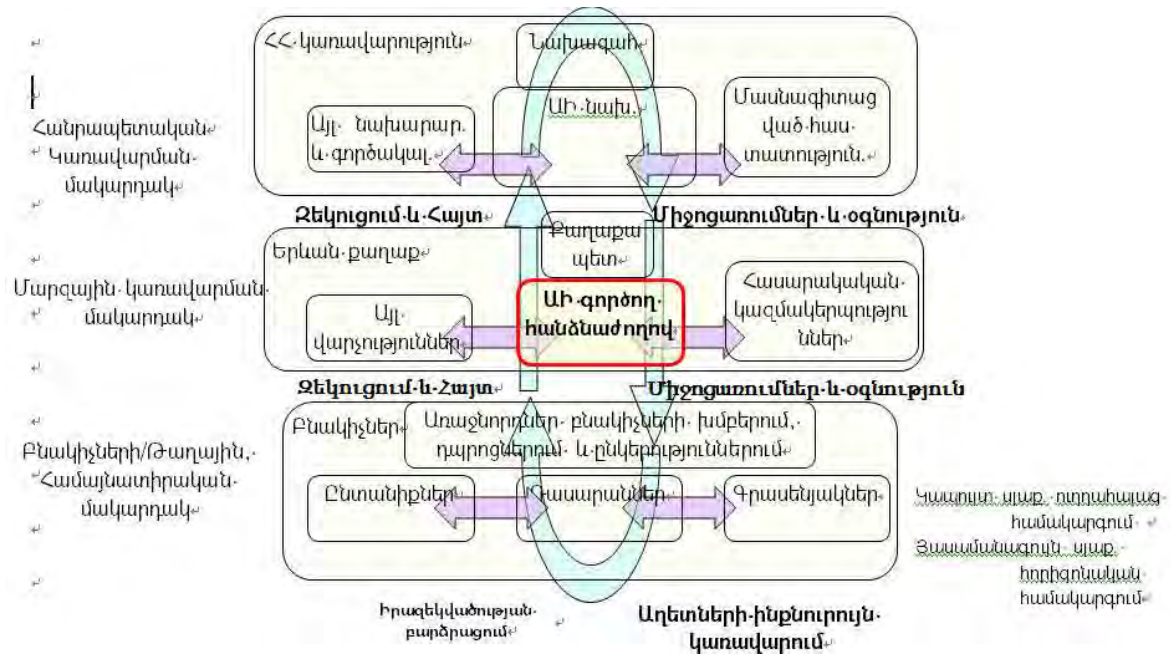 ՀՀ կառավարություն
Նախագահ
ԱԻ նախ.
Այլ նախարար.
և գործակալ.
Մասնագիտաց
ված հաս
տատություն.
Հանրապետական
Կառավարման
մակարդակ
Զեկուցում և Հայտ
Միջոցառումներ և օգնություն
Երևան քաղաք
Քաղաքա
պետ
Մարզային կառավարման
մակարդակ
Այլ
վարչություններ
ԱԻ գործող
հանձնաժողով
Հասարակական
կազմակերպությու
ններ
Զեկուցում և Հայտ
Միջոցառումներ և օգնություն
Բնակիչներ
Առաջնորդներ բնակիչների խմբերում,
դպրոցներում և ընկերություններում
Բնակիչների/Թաղային,
Համայնատիրական
մակարդակ
Ընտանիքներ
Դասարաններ
Գրասենյակներ
Կապույտ սլաք ուղղահայաց
համակարգում
Յասամանագույն սլաք
հորիզոնական
համակարգում
Իրազեկվածության
բարձրացում
Աղետների ինքնուրույն
կառավարում